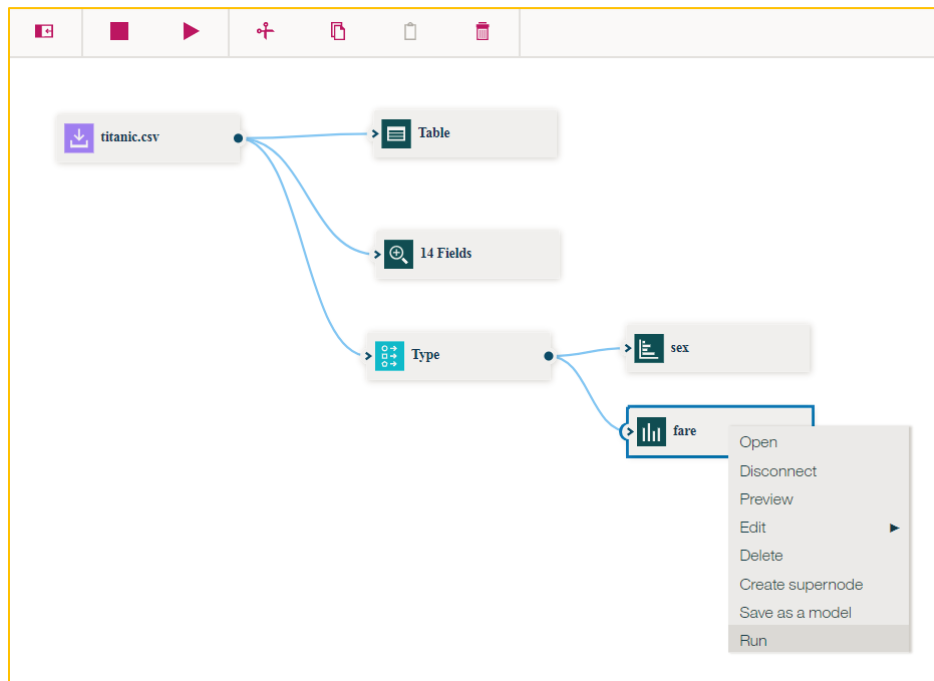 titanic.csv
Table
14 Fields
Type
sex
fare
Open
Disconnect
Preview
Edit
Delete
Create supernode
Save as a model
Run